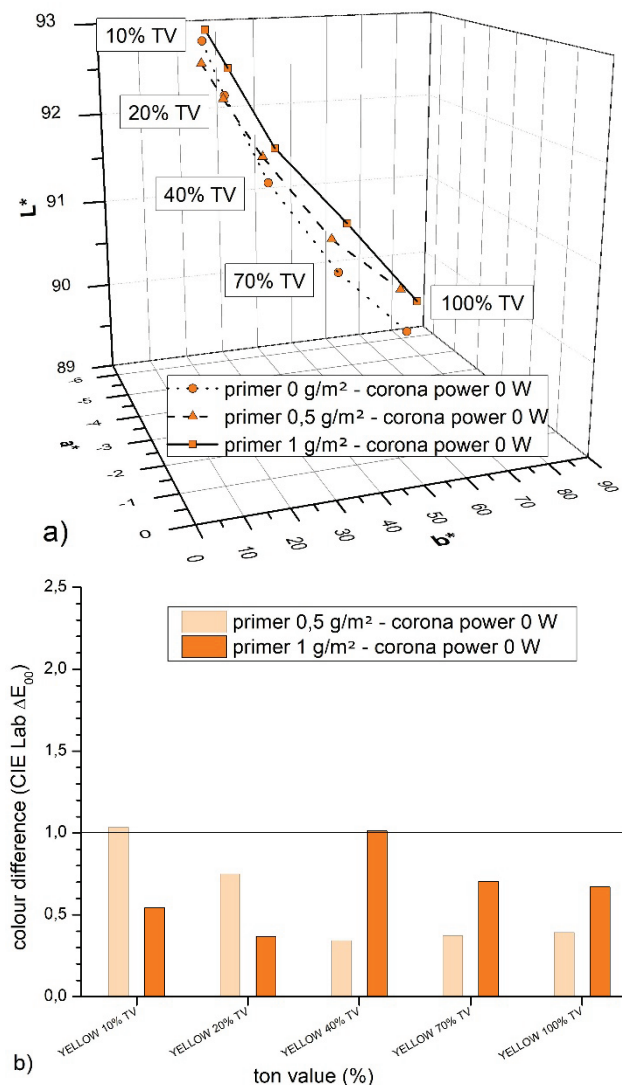 93
10% TV
92
20% TV
L*
91
40% TV
90
70% TV
100% TV
89
primer 0 g/m² - corona power 0 W
primer 0,5 g/m² - corona power 0 W
primer 1 g/m² - corona power 0 W
-6
-5
-4
-3
-2
-1
0
a*
0
10
20
30
40
50
60
70
80
90
b*
a)
2,5
primer 0,5 g/m² - corona power 0 W
primer 1 g/m² - corona power 0 W
2,0
1,5
1,0
0,5
0,0
colour difference (CIE Lab ΔE₀₀)
YELLOW 10% TV
YELLOW 20% TV
YELLOW 40% TV
YELLOW 70% TV
YELLOW 100% TV
b)
ton value (%)